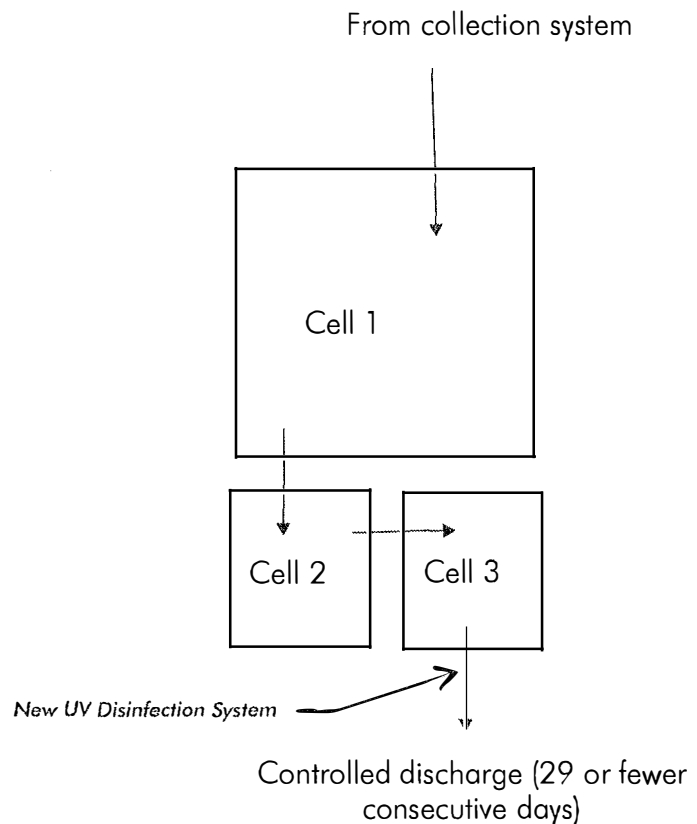 From collection system
Cell 1
Cell 2
Cell 3
New UV Disinfection System
Controlled discharge (29 or fewer
consecutive days)